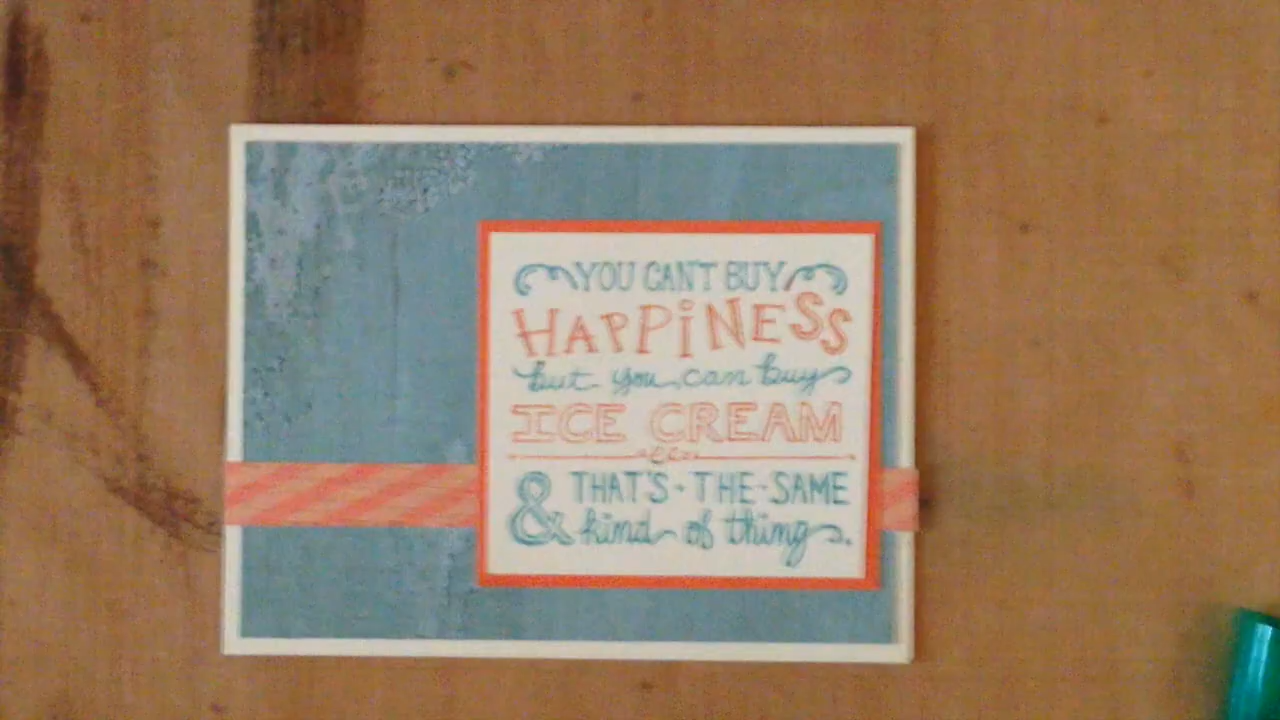 YOU CAN'T BUY
HAPPiNESS
but you can buy
ICE CREAM
& THAT'S-THE-SAME
kind of thing.